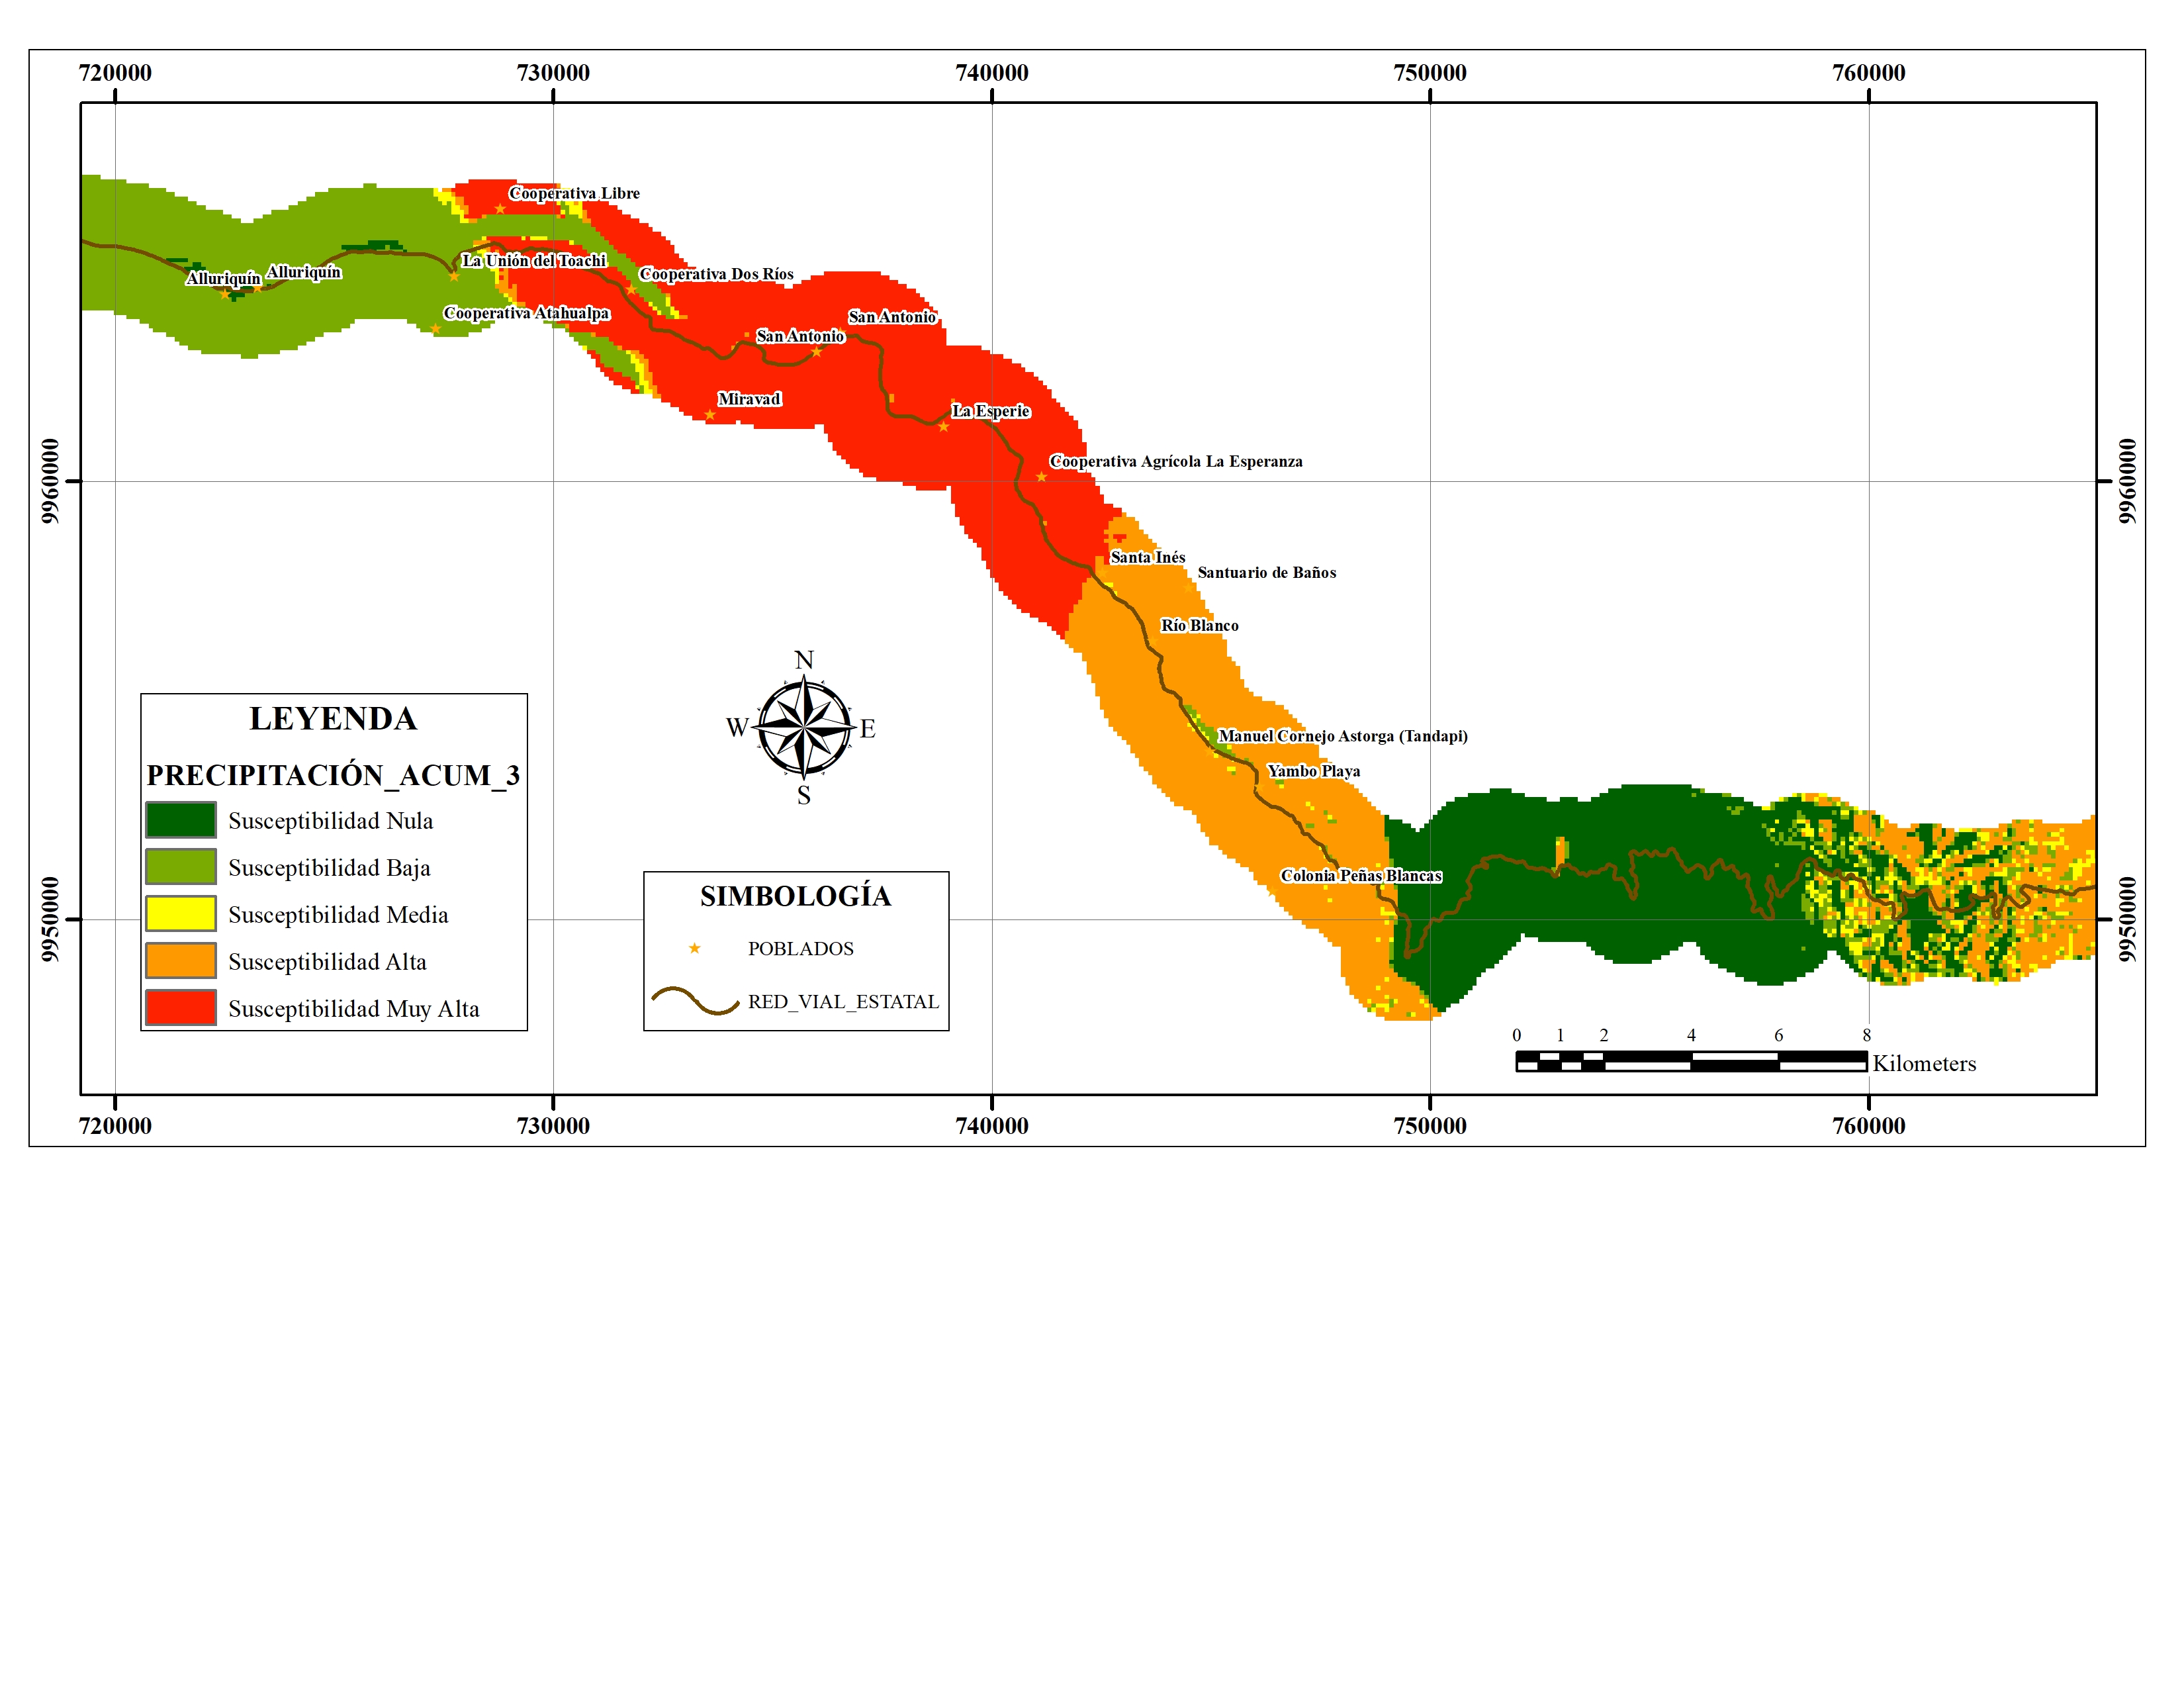 720000
730000
740000
750000
760000
Cooperativa Libre
La Unión del Toachi
Alluriquín
Alluriquín
Cooperativa Dos Ríos
Cooperativa Atahualpa
San Antonio
San Antonio
Miravad
La Esperie
Cooperativa Agrícola La Esperanza
9960000
9960000
Santa Inés
Santuario de Baños
Río Blanco
N
W
E
S
Manuel Cornejo Astorga (Tandapi)
Yambo Playa
Colonia Peñas Blancas
LEYENDA
PRECIPITACIÓN_ACUM_3
Susceptibilidad Nula
Susceptibilidad Baja
Susceptibilidad Media
Susceptibilidad Alta
Susceptibilidad Muy Alta
SIMBOLOGÍA
POBLADOS
RED_VIAL_ESTATAL
9950000
9950000
0 1 2 4 6 8
Kilometers
720000
730000
740000
750000
760000